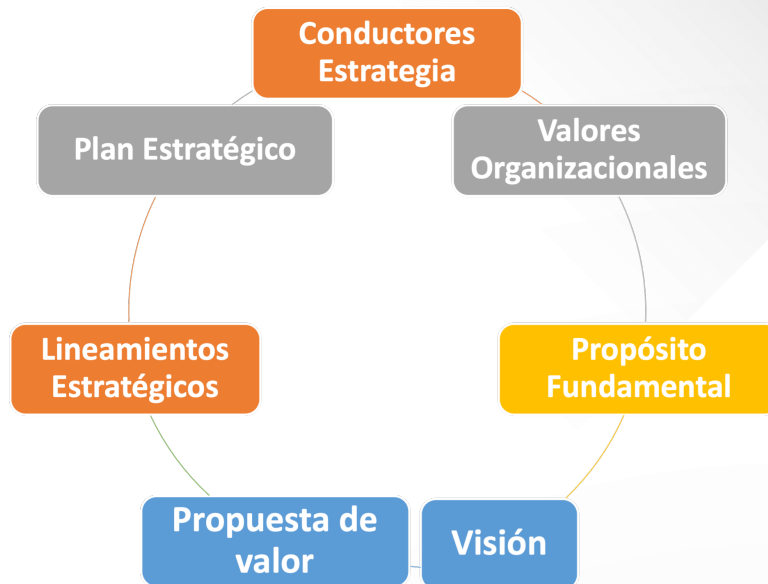 Conductores
Estrategia
Valores
Organizacionales
Propósito
Fundamental
Visión
Propuesta de
valor
Lineamientos
Estratégicos
Plan Estratégico